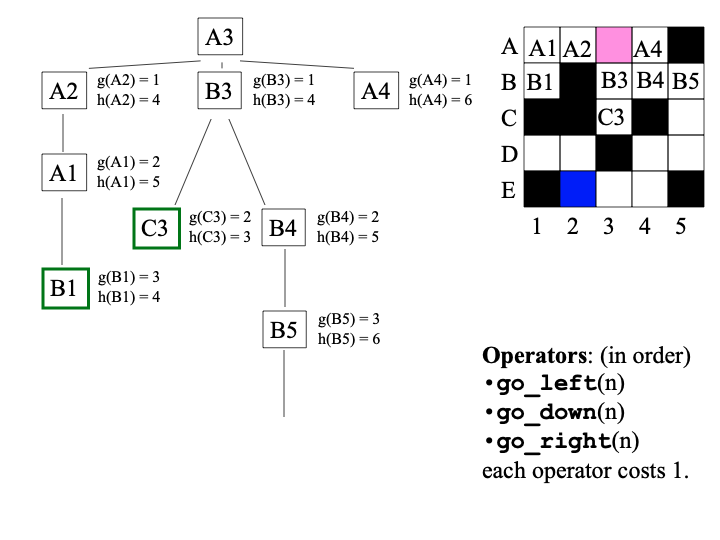 A3
A2
g(A2) = 1
h(A2) = 4
B3
g(B3) = 1
h(B3) = 4
A4
g(A4) = 1
h(A4) = 6
A1
g(A1) = 2
h(A1) = 5
C3
g(C3) = 2
h(C3) = 3
B4
g(B4) = 2
h(B4) = 5
B1
g(B1) = 3
h(B1) = 4
B5
g(B5) = 3
h(B5) = 6
A A1 A2 A4
B B1 B3 B4 B5
C C3
D
E
1 2 3 4 5
Operators: (in order)
•go_left(n)
•go_down(n)
•go_right(n)
each operator costs 1.